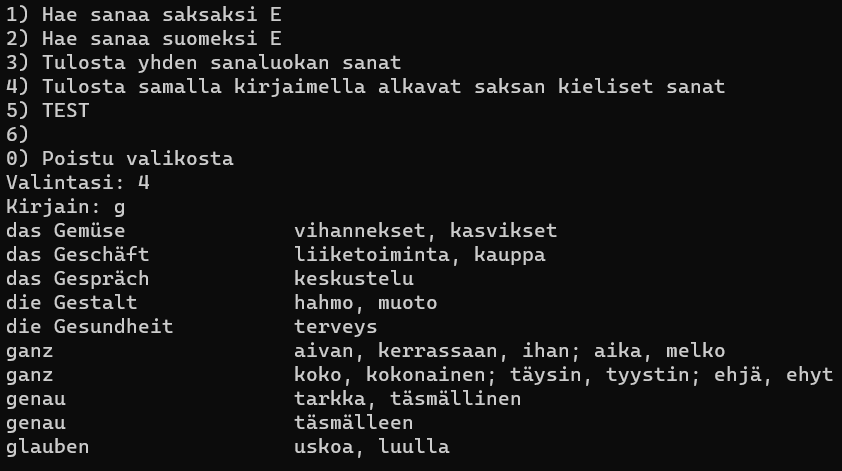 1) Hae sanaa saksaksi E
2) Hae sanaa suomeksi E
3) Tulosta yhden sanaluokan sanat
4) Tulosta samalla kirjaimella alkavat saksan kieliset sanat
5) TEST
6)
0) Poistu valikosta
Valintasi: 4
Kirjain: g
das Gemüse vihannekset, kasvikset
das Geschäft liiketoiminta, kauppa
das Gespräch keskustelu
die Gestalt hahmo, muoto
die Gesundheit terveys
ganz aivan, kerrassaan, ihan; aika, melko
ganz koko, kokonainen; täysin, tyystin; ehjä, ehyt
genau tarkka, täsmällinen
genau täsmälleen
glauben uskoa, luulla